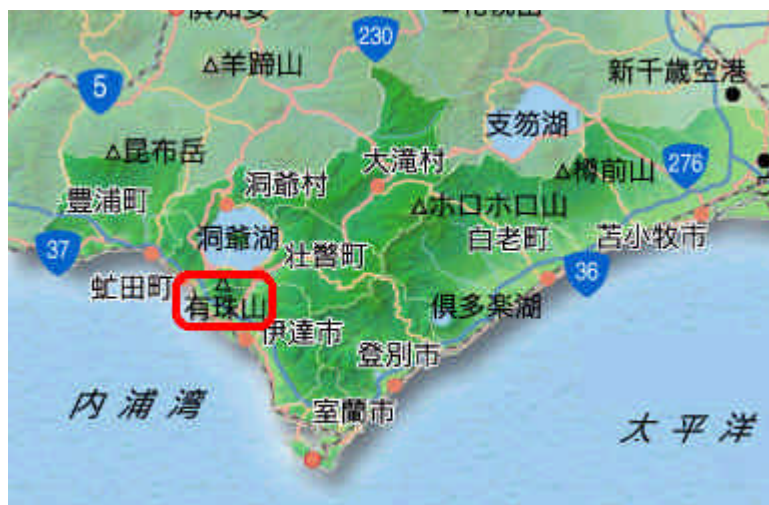 230
羊蹄山
5
新千歳空港
支笏湖
昆布岳
大滝村
樽前山
276
豊浦町
洞爺村
ホロホロ山
洞爺湖
白老町
苫小牧市
37
壮瞥町
虻田町
36
有珠山
倶多楽湖
伊達市
登別市
内浦湾
室蘭市
太平洋